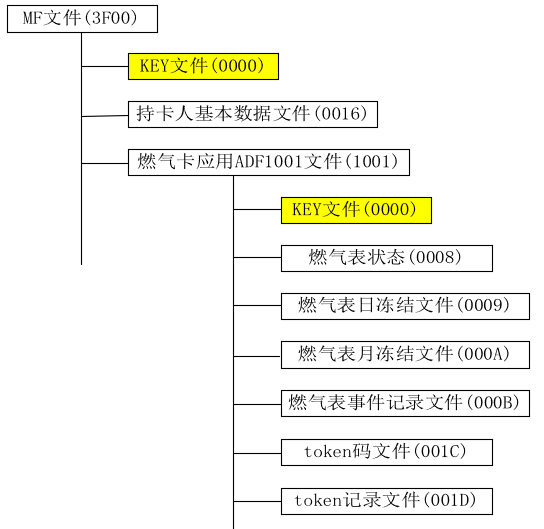 MF文件(3F00)
KEY文件(0000)
持卡人基本数据文件(0016)
燃气卡应用ADF1001文件(1001)
KEY文件(0000)
燃气表状态(0008)
燃气表日冻结文件(0009)
燃气表月冻结文件(000A)
燃气表事件记录文件(000B)
token码文件(001C)
token记录文件(001D)